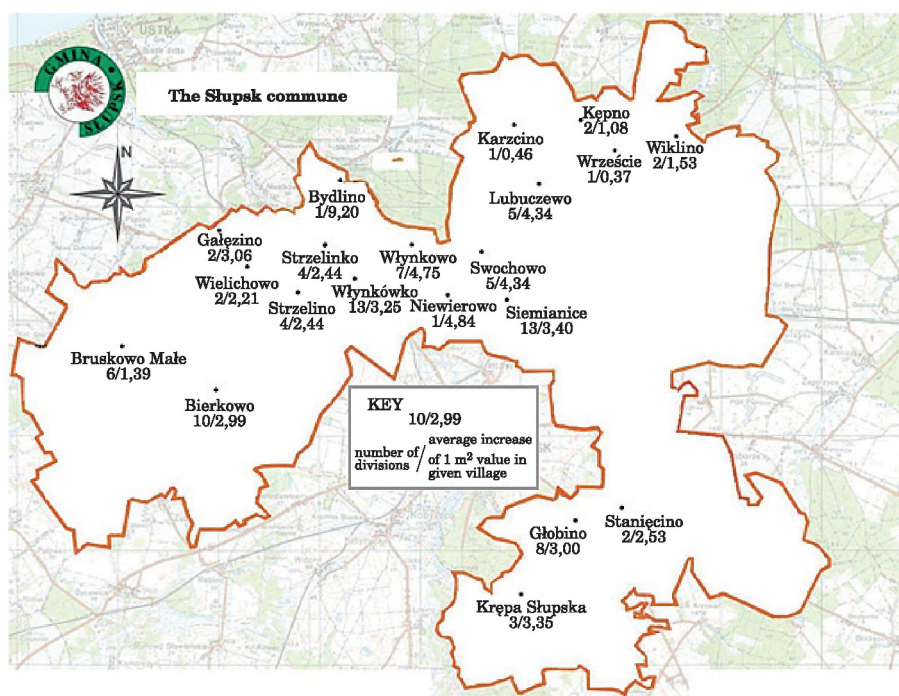 USTKA
GMINA SŁUPSK
The Słupsk commune
N
Kępno
2/1,08
Karzcino
1/0,46
Wiklino
2/1,53
Wrzeście
1/0,37
Bydlino
1/9,20
Lubuczewo
5/4,34
Gałęzino
2/3,06
Strzelinko
4/2,44
Włynkowo
7/4,75
Swochowo
5/4,34
Wielichowo
2/2,21
Włynkówko
13/3,25
Strzelino
4/2,44
Niewierowo
1/4,84
Siemianice
13/3,40
Bruskowo Małe
6/1,39
Bierkowo
10/2,99
KEY
10/2,99
number of divisions / average increase
of 1 m² value in
given village
Głobino
8/3,00
Stanięcino
2/2,53
Krępa Słupska
3/3,35